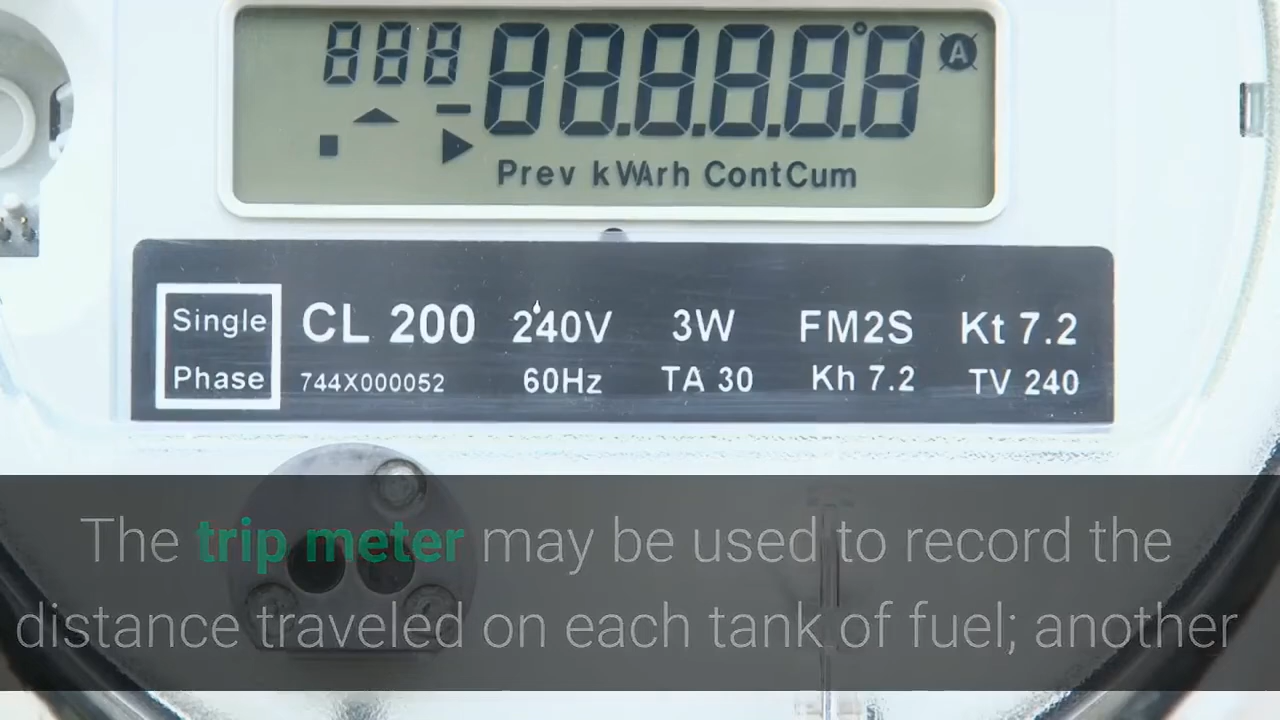 888 88.8.8.8°8 A
Prev kVARh ContCum
Single Phase
CL 200 240V 3W FM2S Kt 7.2
744X000052 60Hz TA 30 Kh 7.2 TV 240
The trip meter may be used to record the
distance traveled on each tank of fuel; another